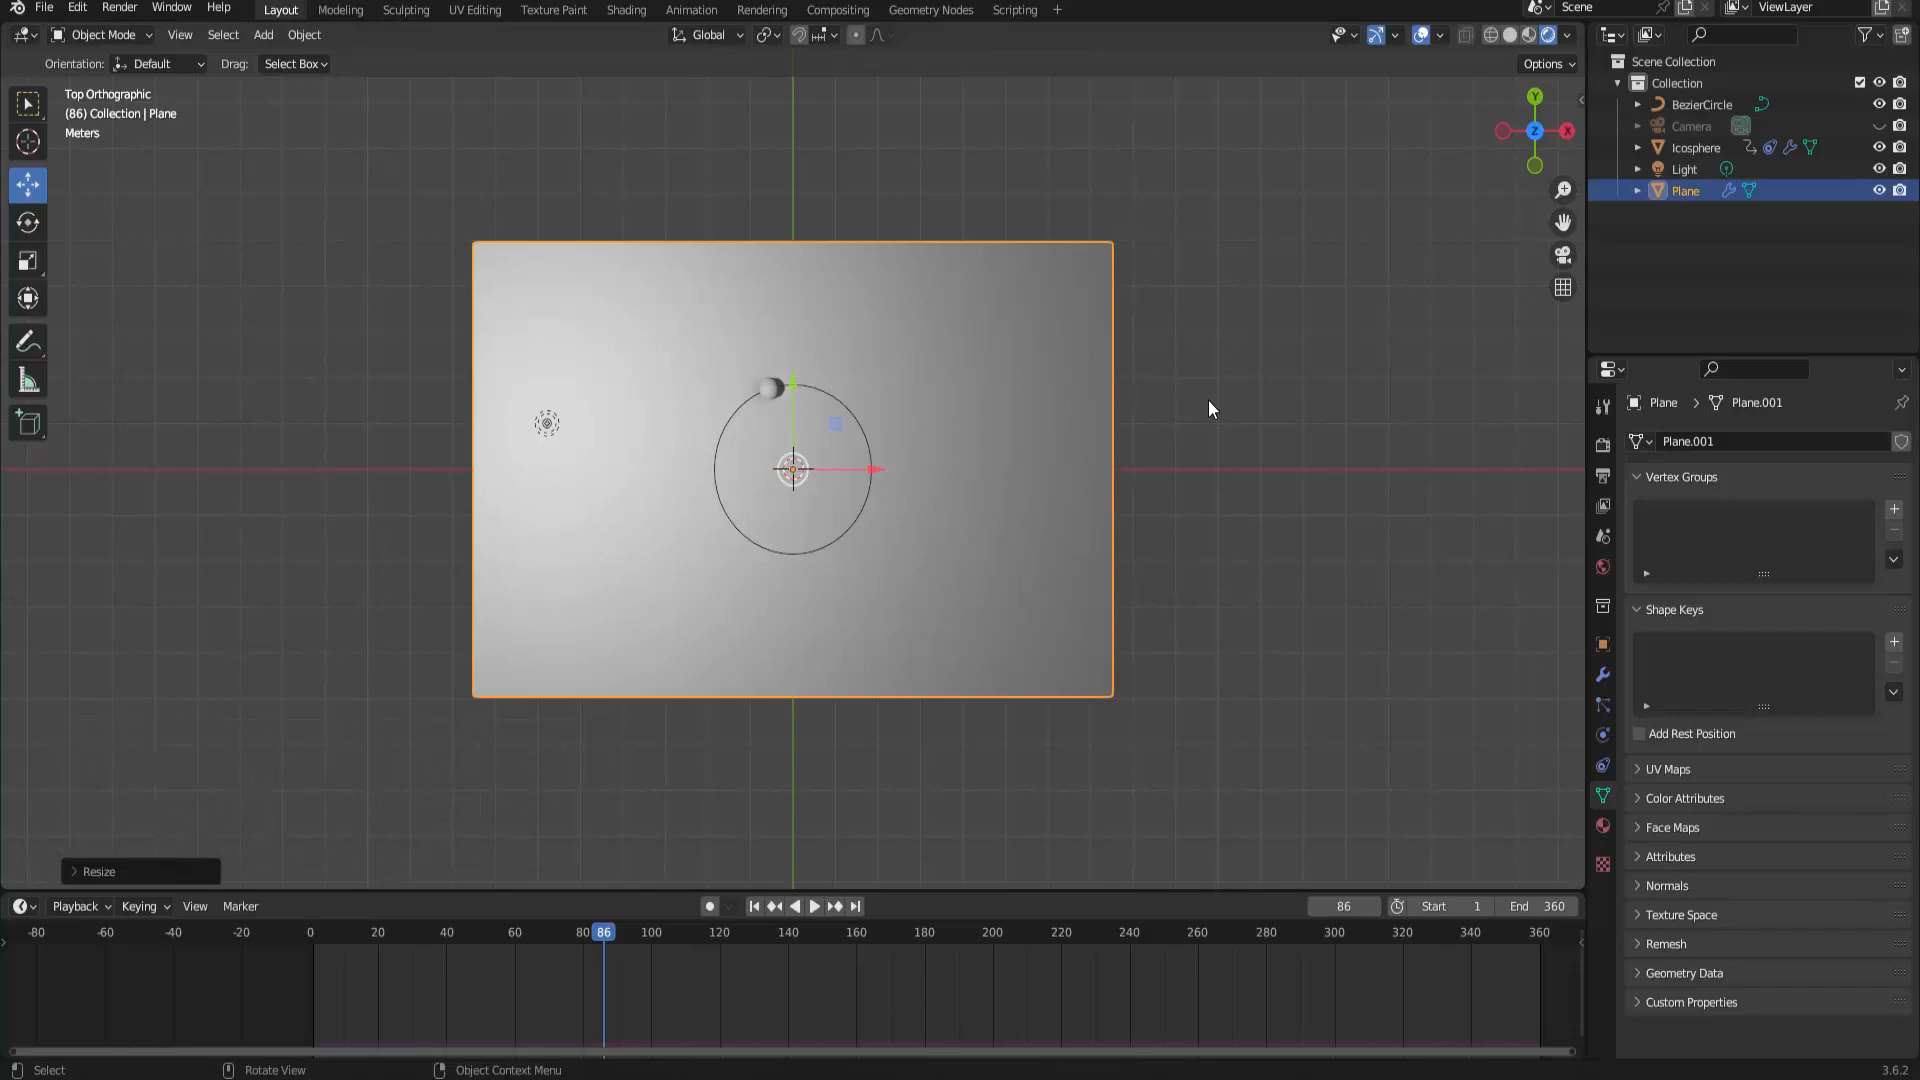 File Edit Render Window Help Layout Modeling Sculpting UV Editing Texture Paint Shading Animation Rendering Compositing Geometry Nodes Scripting + Scene ViewLayer
Object Mode View Select Add Object Global
Orientation: Default Drag: Select Box Options
Top Orthographic
(86) Collection | Plane
Meters
Y
Z X
Scene Collection
Collection
BezierCircle
Camera
Icosphere
Light
Plane
Plane > Plane.001
Plane.001
Vertex Groups
Shape Keys
Add Rest Position
UV Maps
Color Attributes
Face Maps
Attributes
Normals
Texture Space
Remesh
Geometry Data
Custom Properties
Resize
Playback Keying View Marker 86 Start 1 End 360
-80 -60 -40 -20 0 20 40 60 80 86 100 120 140 160 180 200 220 240 260 280 300 320 340 360
Select Rotate View Object Context Menu 3.6.2